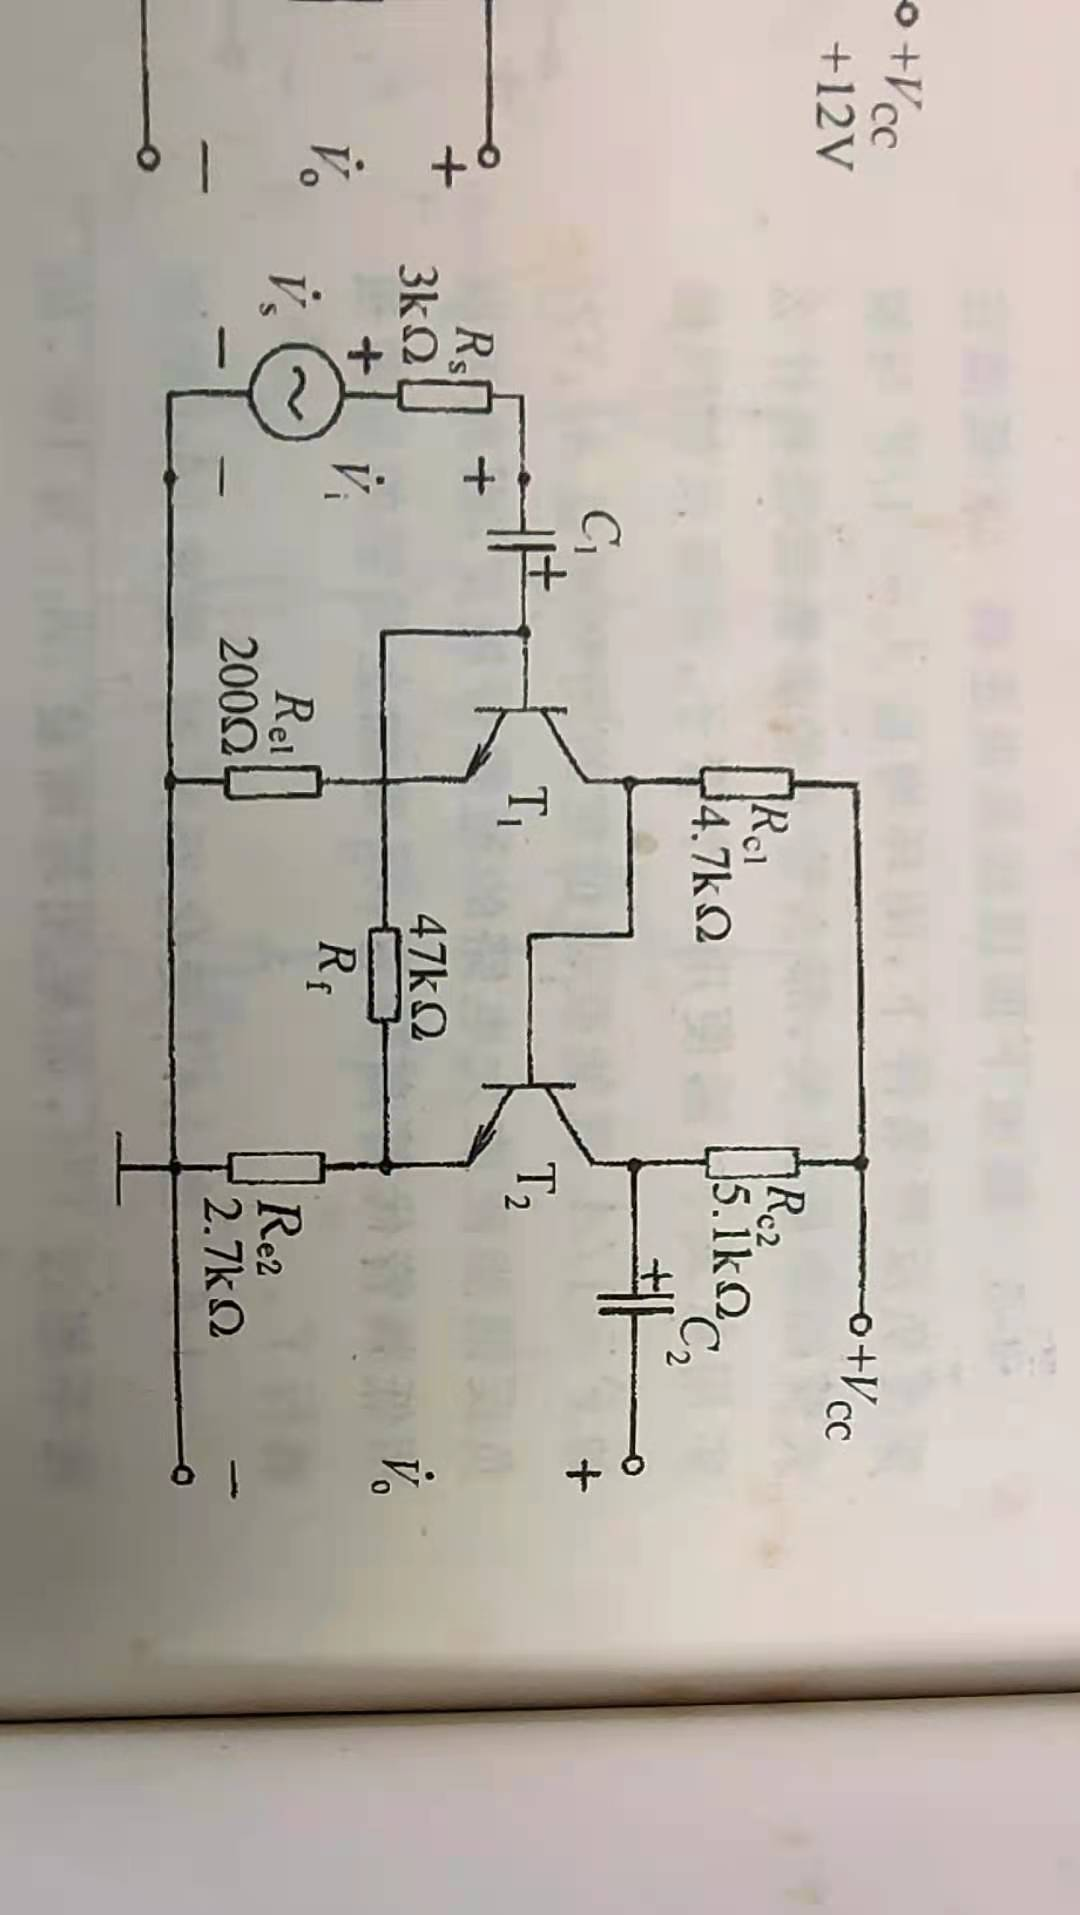 +V̇CC
+12V
+
V̇o
−
+VCC
Rc1
4.7kΩ
Rc2
5.1kΩ
C2
+
+
C1
+
T1
T2
Rs
3kΩ
+
+
V̇s
V̇i
−
−
47kΩ
Rf
Re1
200Ω
Re2
2.7kΩ
V̇o
−